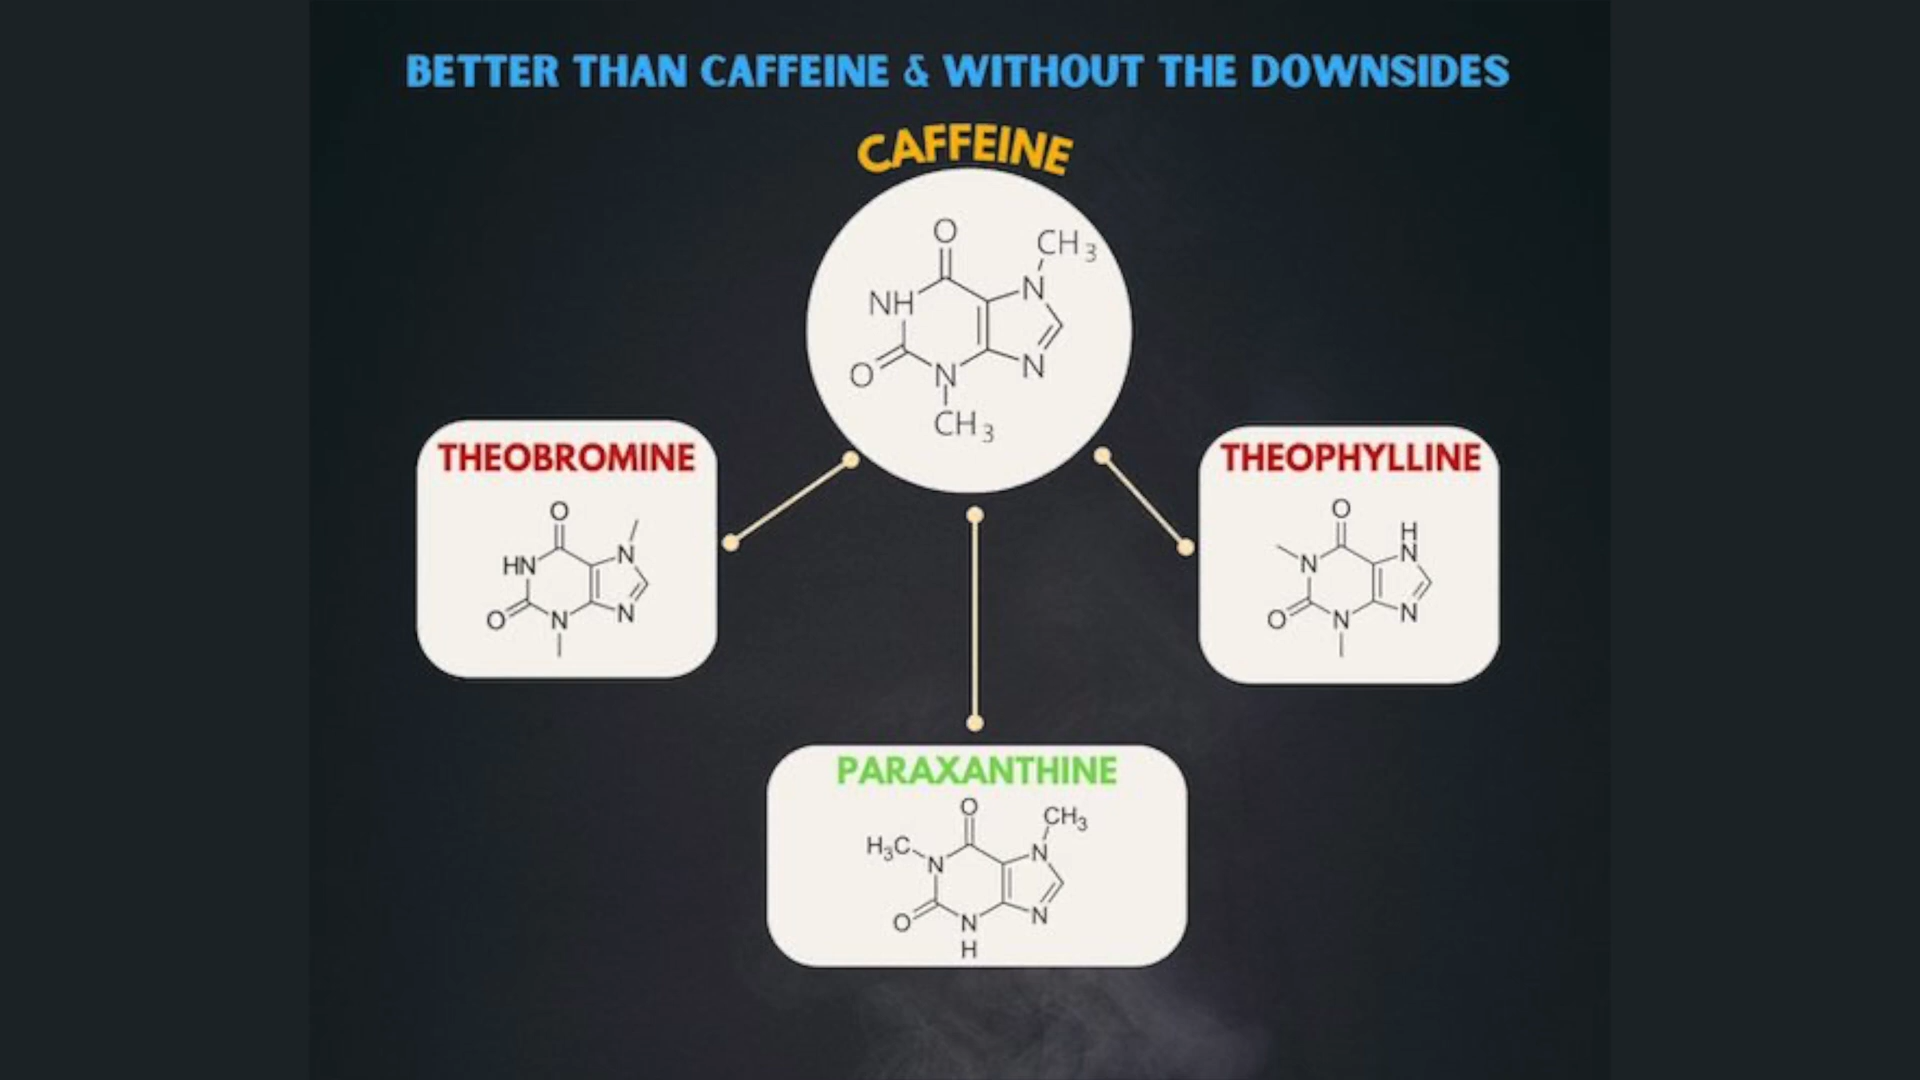 BETTER THAN CAFFEINE & WITHOUT THE DOWNSIDES
CAFFEINE
O
CH3
NH
N
O
N
N
CH3
THEOBROMINE
O
HN
N
O
N
N
THEOPHYLLINE
O
H
N
N
O
N
N
PARAXANTHINE
O
CH3
H3C
N
N
O
N
N
H